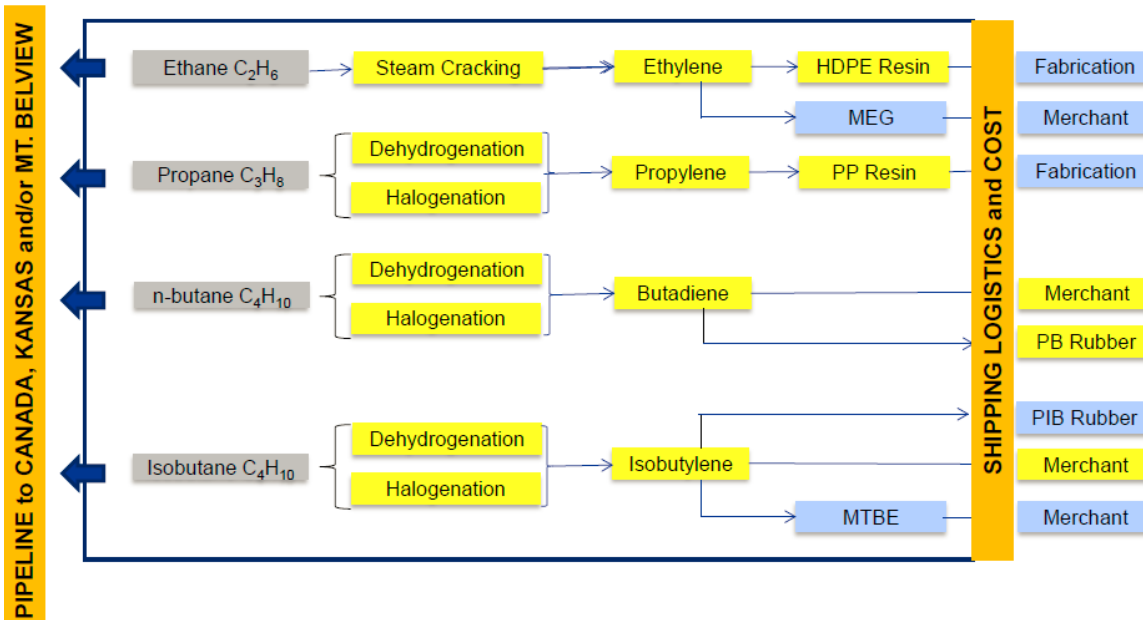 PIPELINE to CANADA, KANSAS and/or MT. BELVIEW
Ethane C₂H₆
Steam Cracking
Ethylene
HDPE Resin
Fabrication
MEG
Merchant
Propane C₃H₈
Dehydrogenation
Halogenation
Propylene
PP Resin
Fabrication
n-butane C₄H₁₀
Dehydrogenation
Halogenation
Butadiene
Merchant
PB Rubber
Isobutane C₄H₁₀
Dehydrogenation
Halogenation
Isobutylene
PIB Rubber
Merchant
MTBE
Merchant
SHIPPING LOGISTICS and COST